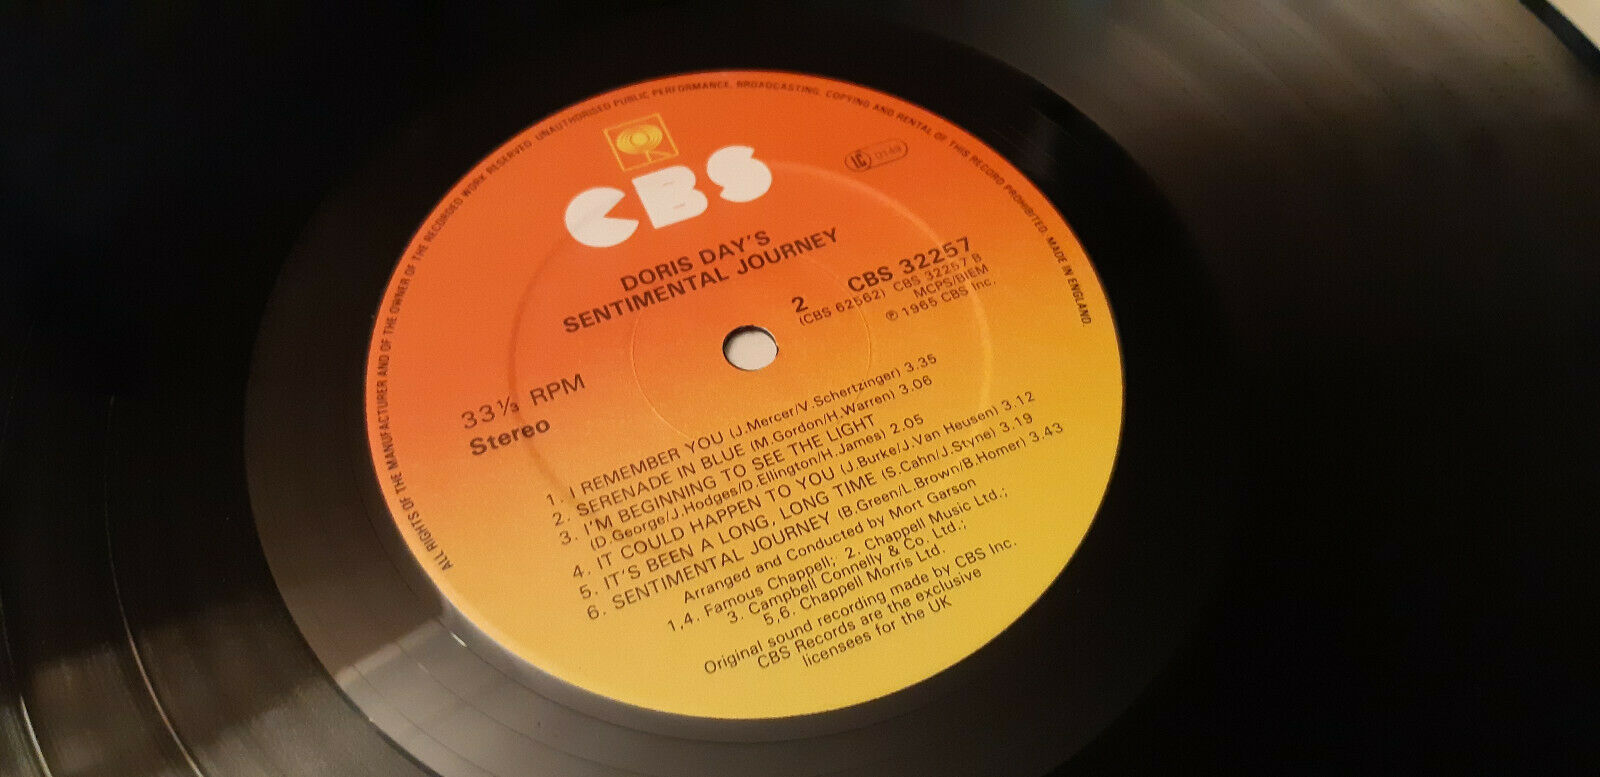 ALL RIGHTS OF THE MANUFACTURER AND OF THE OWNER OF THE RECORDED WORK RESERVED. UNAUTHORISED PUBLIC PERFORMANCE, BROADCASTING, COPYING AND RENTAL OF THIS RECORD PROHIBITED. MADE IN ENGLAND.
CBS
LC 0149
DORIS DAY'S
SENTIMENTAL JOURNEY
2 CBS 32257
(CBS 62562) CBS 32257 B
MCPS/BIEM
℗ 1965 CBS Inc.
33⅓ RPM
Stereo
1. I REMEMBER YOU (J.Mercer/V.Schertzinger) 3.35
2. SERENADE IN BLUE (M.Gordon/H.Warren) 3.06
3. I'M BEGINNING TO SEE THE LIGHT
(D.George/J.Hodges/D.Ellington/H.James) 2.05
4. IT COULD HAPPEN TO YOU (J.Burke/J.Van Heusen) 3.12
5. IT'S BEEN A LONG, LONG TIME (S.Cahn/J.Styne) 3.19
6. SENTIMENTAL JOURNEY (B.Green/L.Brown/B.Homer) 3.43
Arranged and Conducted by Mort Garson
1,4. Famous Chappell; 2. Chappell Music Ltd.;
3. Campbell Connelly & Co. Ltd.;
5,6. Chappell Morris Ltd.
Original sound recording made by CBS Inc.
CBS Records are the exclusive
licensees for the UK